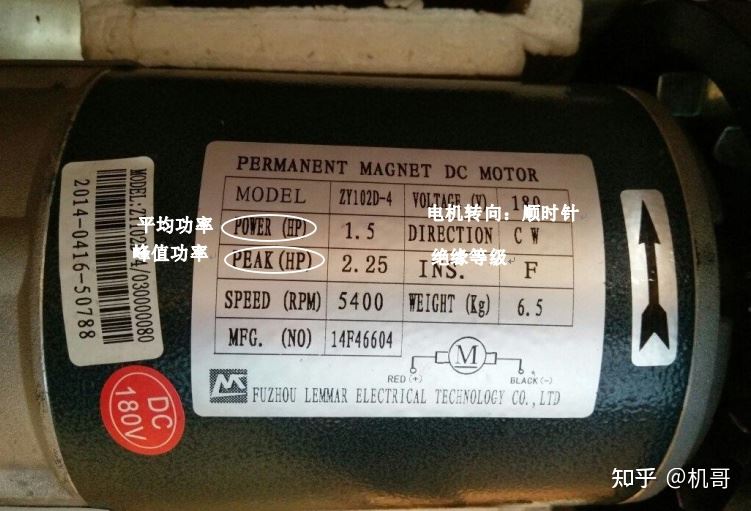 PERMANENT MAGNET DC MOTOR
MODEL ZY102D-4 VOLTAGE (V) 180
电机转向：顺时针
平均功率 POWER (HP) 1.5 DIRECTION CW
峰值功率 PEAK(HP) 2.25 INS. F
绝缘等级
SPEED (RPM) 5400 WEIGHT (Kg) 6.5
MFG. (NO) 14F46604
M
RED(+) BLACK(-)
FUZHOU LEMMAR ELECTRICAL TECHNOLOGY CO.,LTD
2014-0416-50788
DC
180V
知乎 @机哥